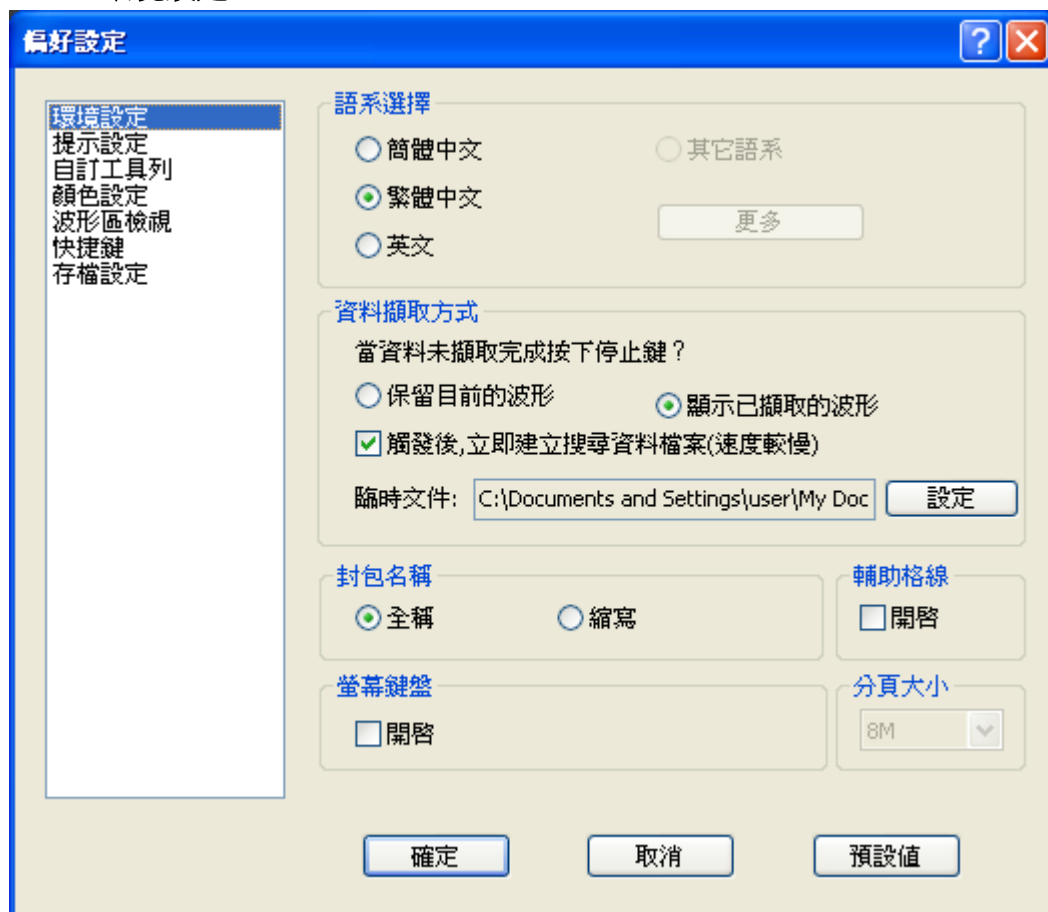 偏好設定
環境設定
提示設定
自訂工具列
顏色設定
波形區檢視
快捷鍵
存檔設定
語系選擇
簡體中文
其它語系
繁體中文
更多
英文
資料擷取方式
當資料未擷取完成按下停止鍵？
保留目前的波形
顯示已擷取的波形
觸發後,立即建立搜尋資料檔案(速度較慢)
臨時文件: C:\Documents and Settings\user\My Doc 設定
封包名稱
全稱
縮寫
輔助格線
開啓
螢幕鍵盤
開啓
分頁大小
8M
確定
取消
預設値